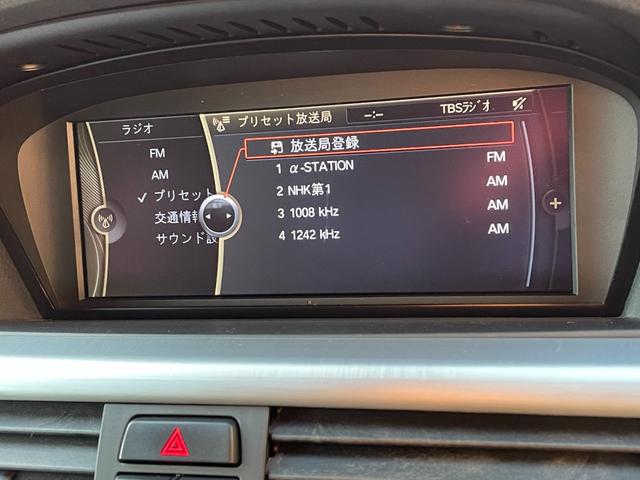 ラジオ
プリセット放送局
--:--
TBSラジオ
FM
放送局登録
AM
1 α-STATION FM
✓ プリセット
2 NHK第1 AM
交通情報
3 1008 kHz AM
サウンド設
4 1242 kHz AM
+